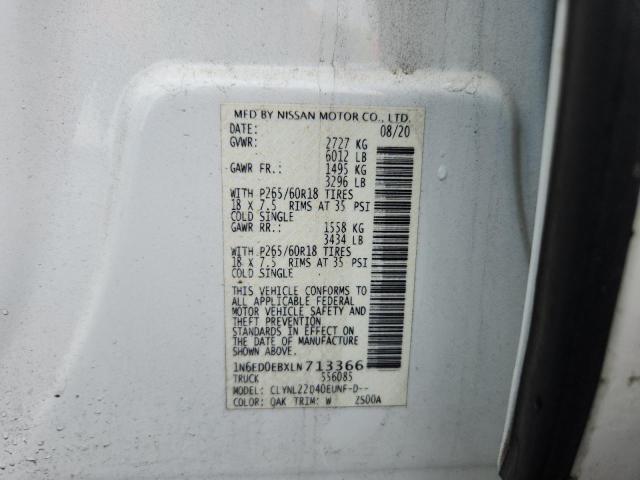 MFD BY NISSAN MOTOR CO., LTD.
DATE: 08/20
GVWR: 2727 KG
6012 LB
GAWR FR.: 1495 KG
3296 LB
WITH P265/60R18 TIRES
18 X 7.5 RIMS AT 35 PSI
COLD SINGLE
GAWR RR.: 1558 KG
3434 LB
WITH P265/60R18 TIRES
18 X 7.5 RIMS AT 35 PSI
COLD SINGLE
THIS VEHICLE CONFORMS TO
ALL APPLICABLE FEDERAL
MOTOR VEHICLE SAFETY AND
THEFT PREVENTION
STANDARDS IN EFFECT ON
THE DATE OF MANUFACTURE
SHOWN ABOVE.
1N6ED0EBXLN713366
TRUCK 556085
MODEL: CLYNL22D40EUNF-D--
COLOR: QAK TRIM: W 2S00A